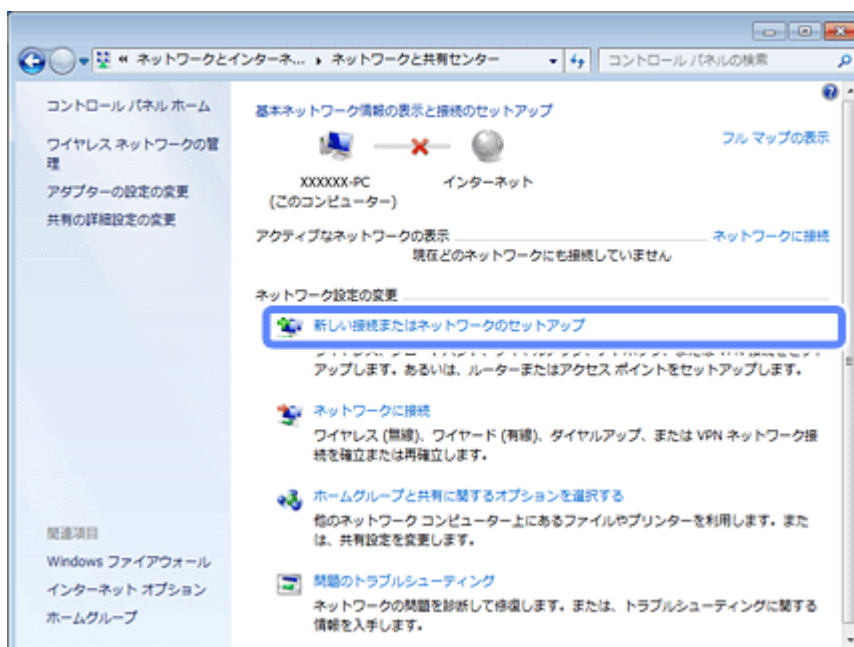 « ネットワークとインターネ... ▸ ネットワークと共有センター
コントロール パネルの検索
コントロール パネル ホーム
ワイヤレス ネットワークの管
理
アダプターの設定の変更
共有の詳細設定の変更
基本ネットワーク情報の表示と接続のセットアップ
フル マップの表示
XXXXXX-PC
(このコンピューター)
インターネット
アクティブなネットワークの表示
ネットワークに接続
現在どのネットワークにも接続していません
ネットワーク設定の変更
新しい接続またはネットワークのセットアップ
アップします。あるいは、ルーターまたはアクセス ポイントをセットアップします。
ネットワークに接続
ワイヤレス (無線)、ワイヤード (有線)、ダイヤルアップ、または VPN ネットワーク接
続を確立または再確立します。
ホームグループと共有に関するオプションを選択する
他のネットワーク コンピューター上にあるファイルやプリンターを利用します。また
は、共有設定を変更します。
問題のトラブルシューティング
ネットワークの問題を診断して修復します。または、トラブルシューティングに関する
情報を入手します。
関連項目
Windows ファイアウォール
インターネット オプション
ホームグループ